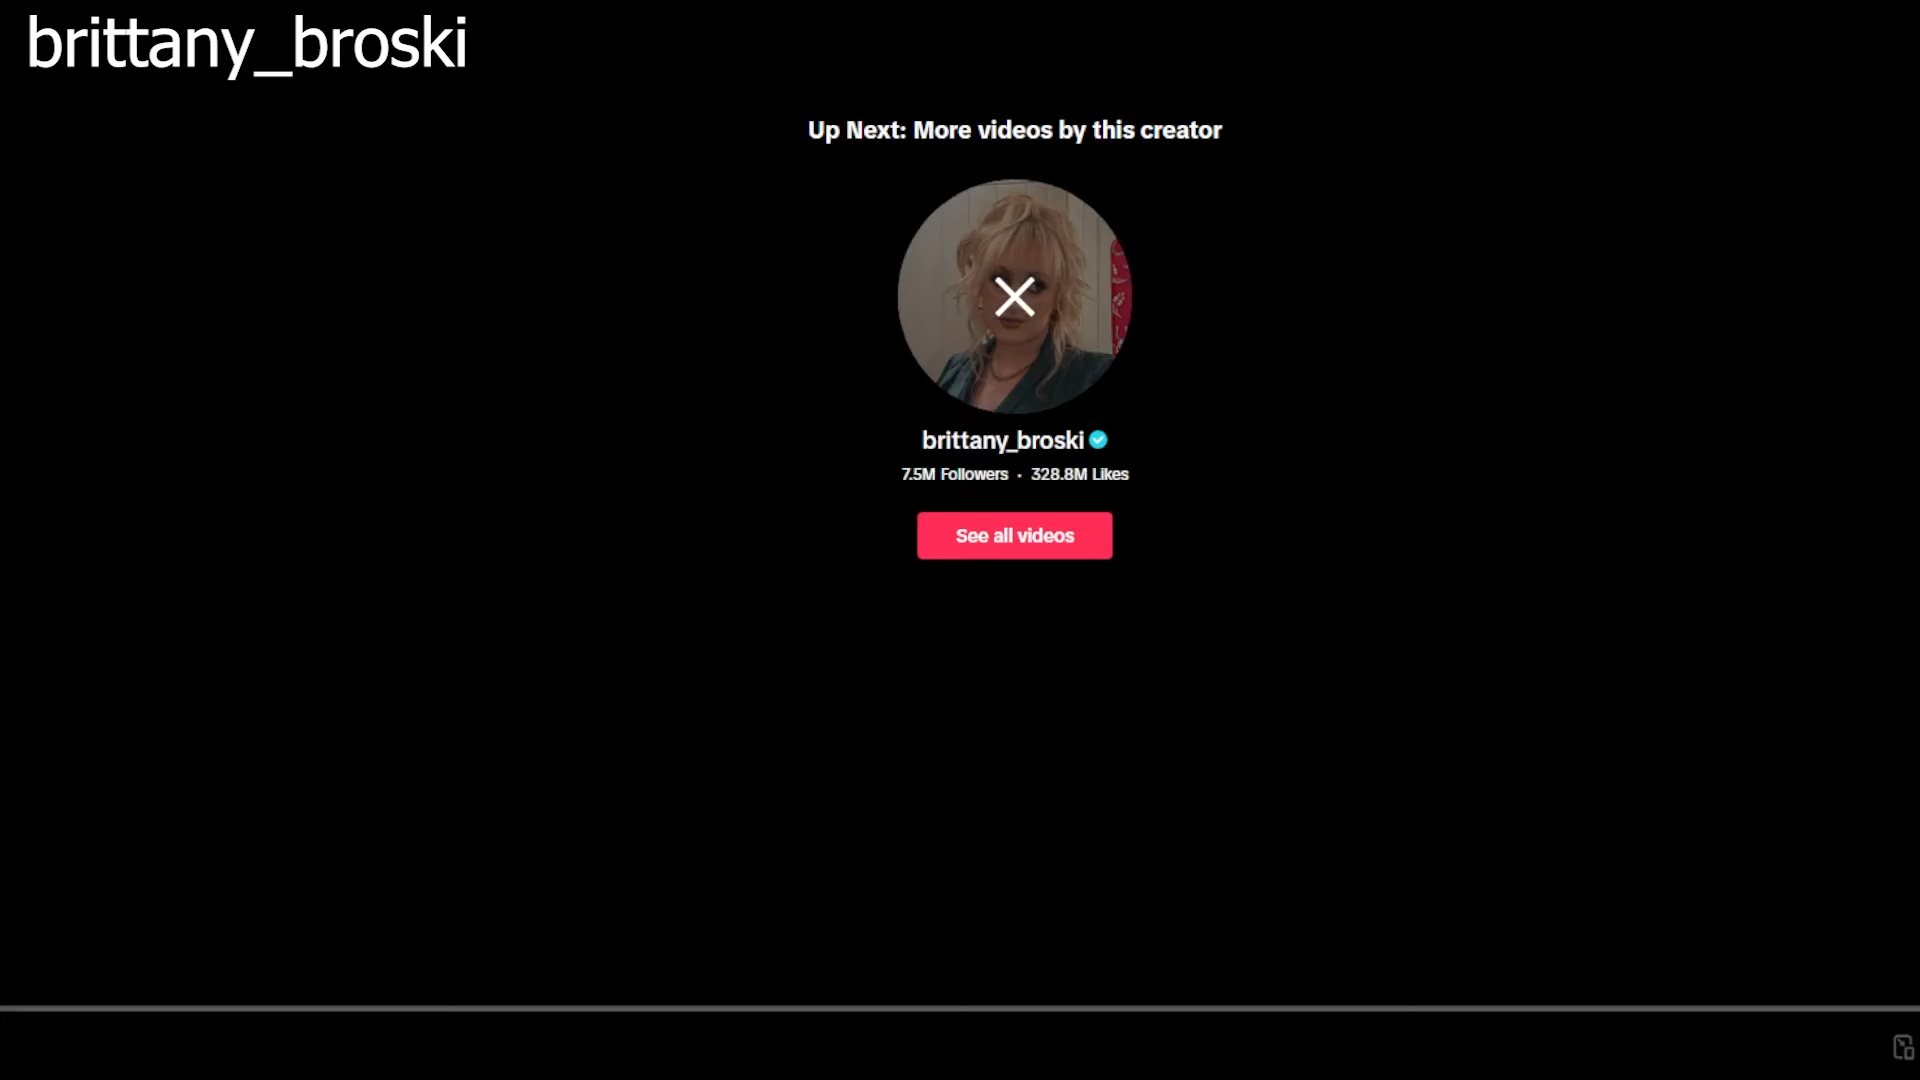 brittany_broski
Up Next: More videos by this creator
brittany_broski
7.5M Followers · 328.8M Likes
See all videos